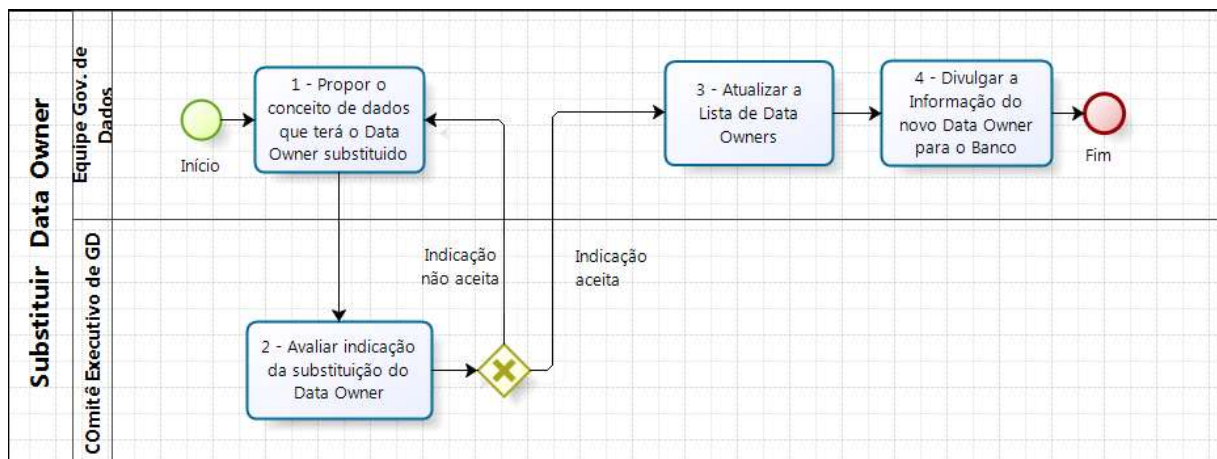 Substituir Data Owner
Equipe Gov. de
Dados
Início
1 - Propor o
conceito de dados
que terá o Data
Owner substituido
3 - Atualizar a
Lista de Data
Owners
4 - Divulgar a
Informação do
novo Data Owner
para o Banco
Fim
COmitê Executivo de GD
Indicação
não aceita
Indicação
aceita
2 - Avaliar indicação
da substituição do
Data Owner